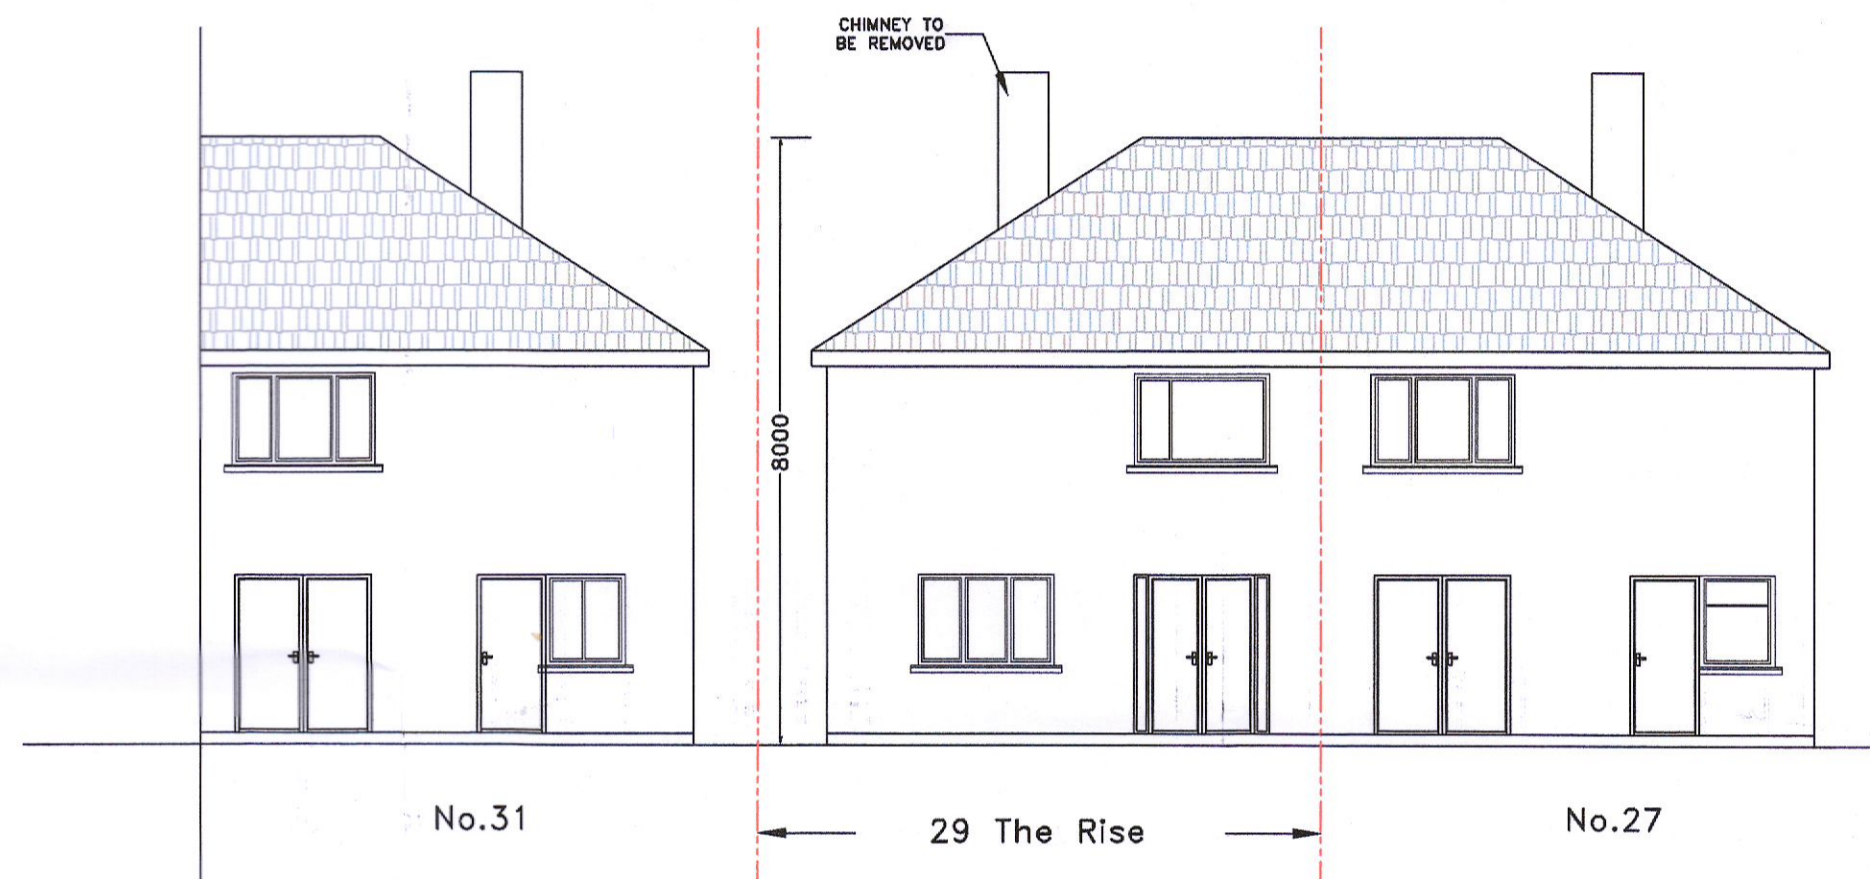 CHIMNEY TO
BE REMOVED
8000
No.31
29 The Rise
No.27